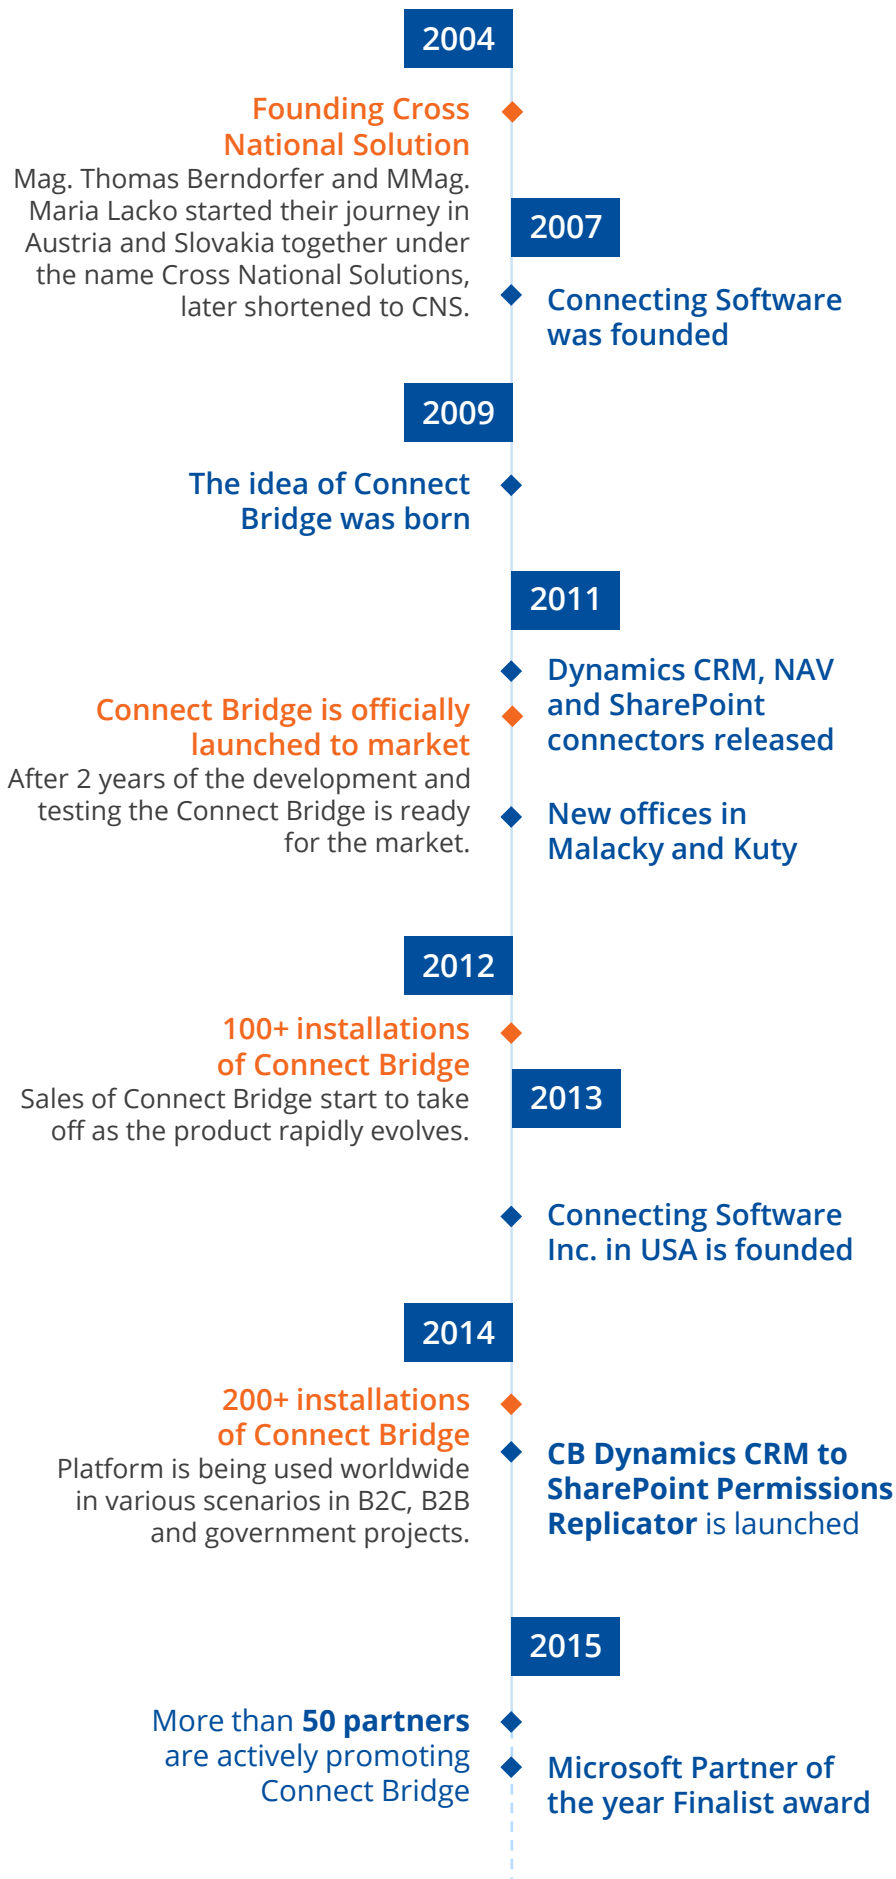 2004
Founding Cross
National Solution
Mag. Thomas Berndorfer and MMag.
Maria Lacko started their journey in
Austria and Slovakia together under
the name Cross National Solutions,
later shortened to CNS.
2007
Connecting Software
was founded
2009
The idea of Connect
Bridge was born
2011
Dynamics CRM, NAV
and SharePoint
connectors released
Connect Bridge is officially
launched to market
After 2 years of the development and
testing the Connect Bridge is ready
for the market.
New offices in
Malacky and Kuty
2012
100+ installations
of Connect Bridge
Sales of Connect Bridge start to take
off as the product rapidly evolves.
2013
Connecting Software
Inc. in USA is founded
2014
200+ installations
of Connect Bridge
Platform is being used worldwide
in various scenarios in B2C, B2B
and government projects.
CB Dynamics CRM to
SharePoint Permissions
Replicator is launched
2015
More than 50 partners
are actively promoting
Connect Bridge
Microsoft Partner of
the year Finalist award